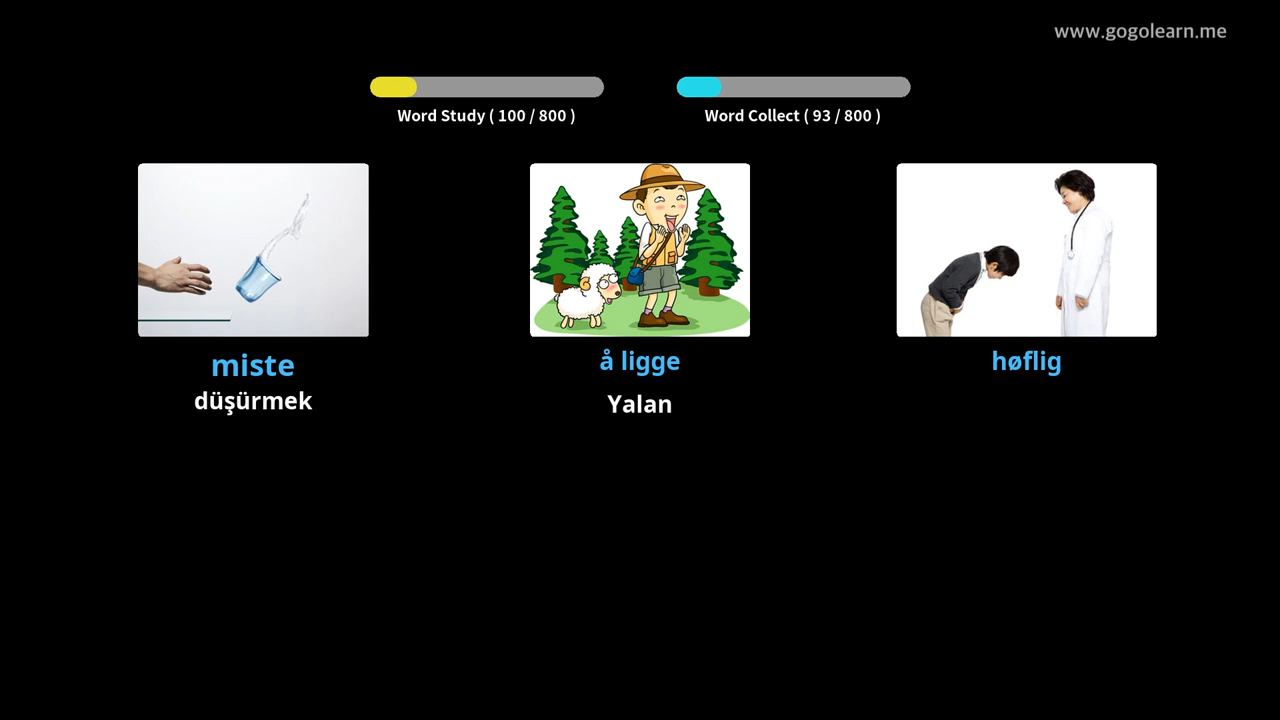 www.gogolearn.me
Word Study ( 100 / 800 )
Word Collect ( 93 / 800 )
miste
düşürmek
å ligge
Yalan
høflig